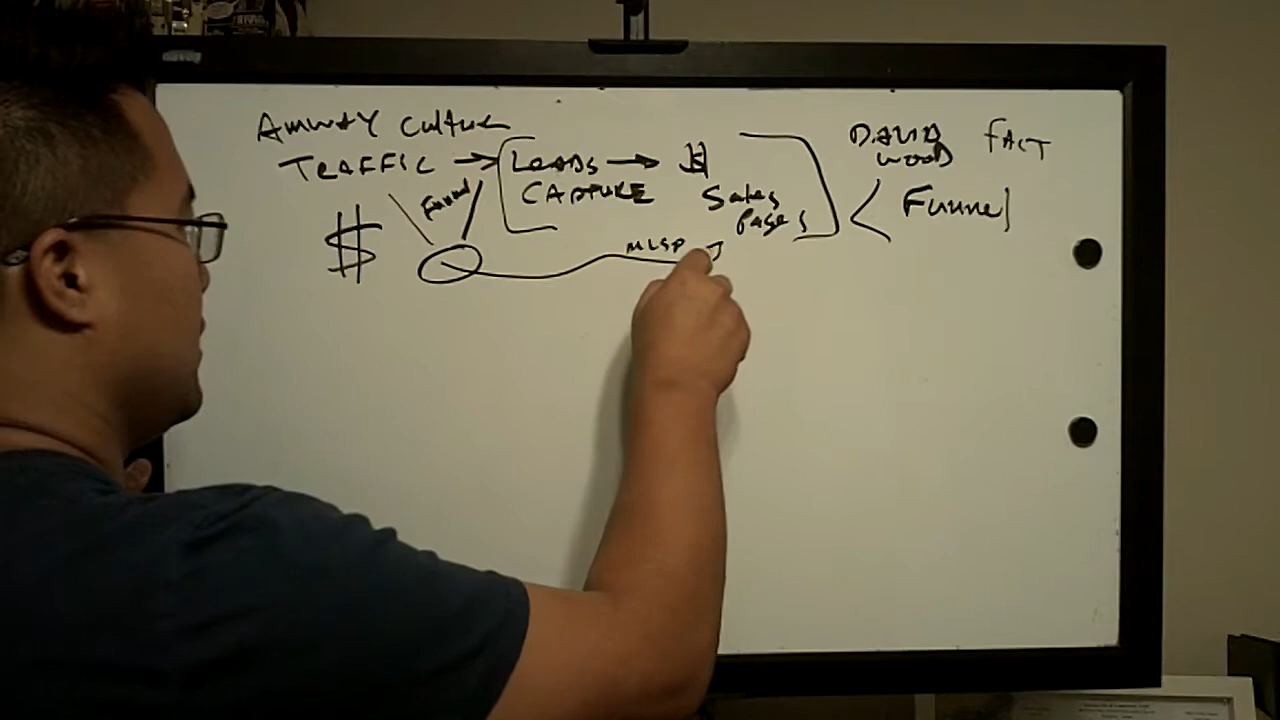 AMWAY Culture
TRAFFIC → LEADS → $
CAPTURE
Sales
Pages
DAVID
WOOD
FACT
Funnel
Funnel
$
MLSP